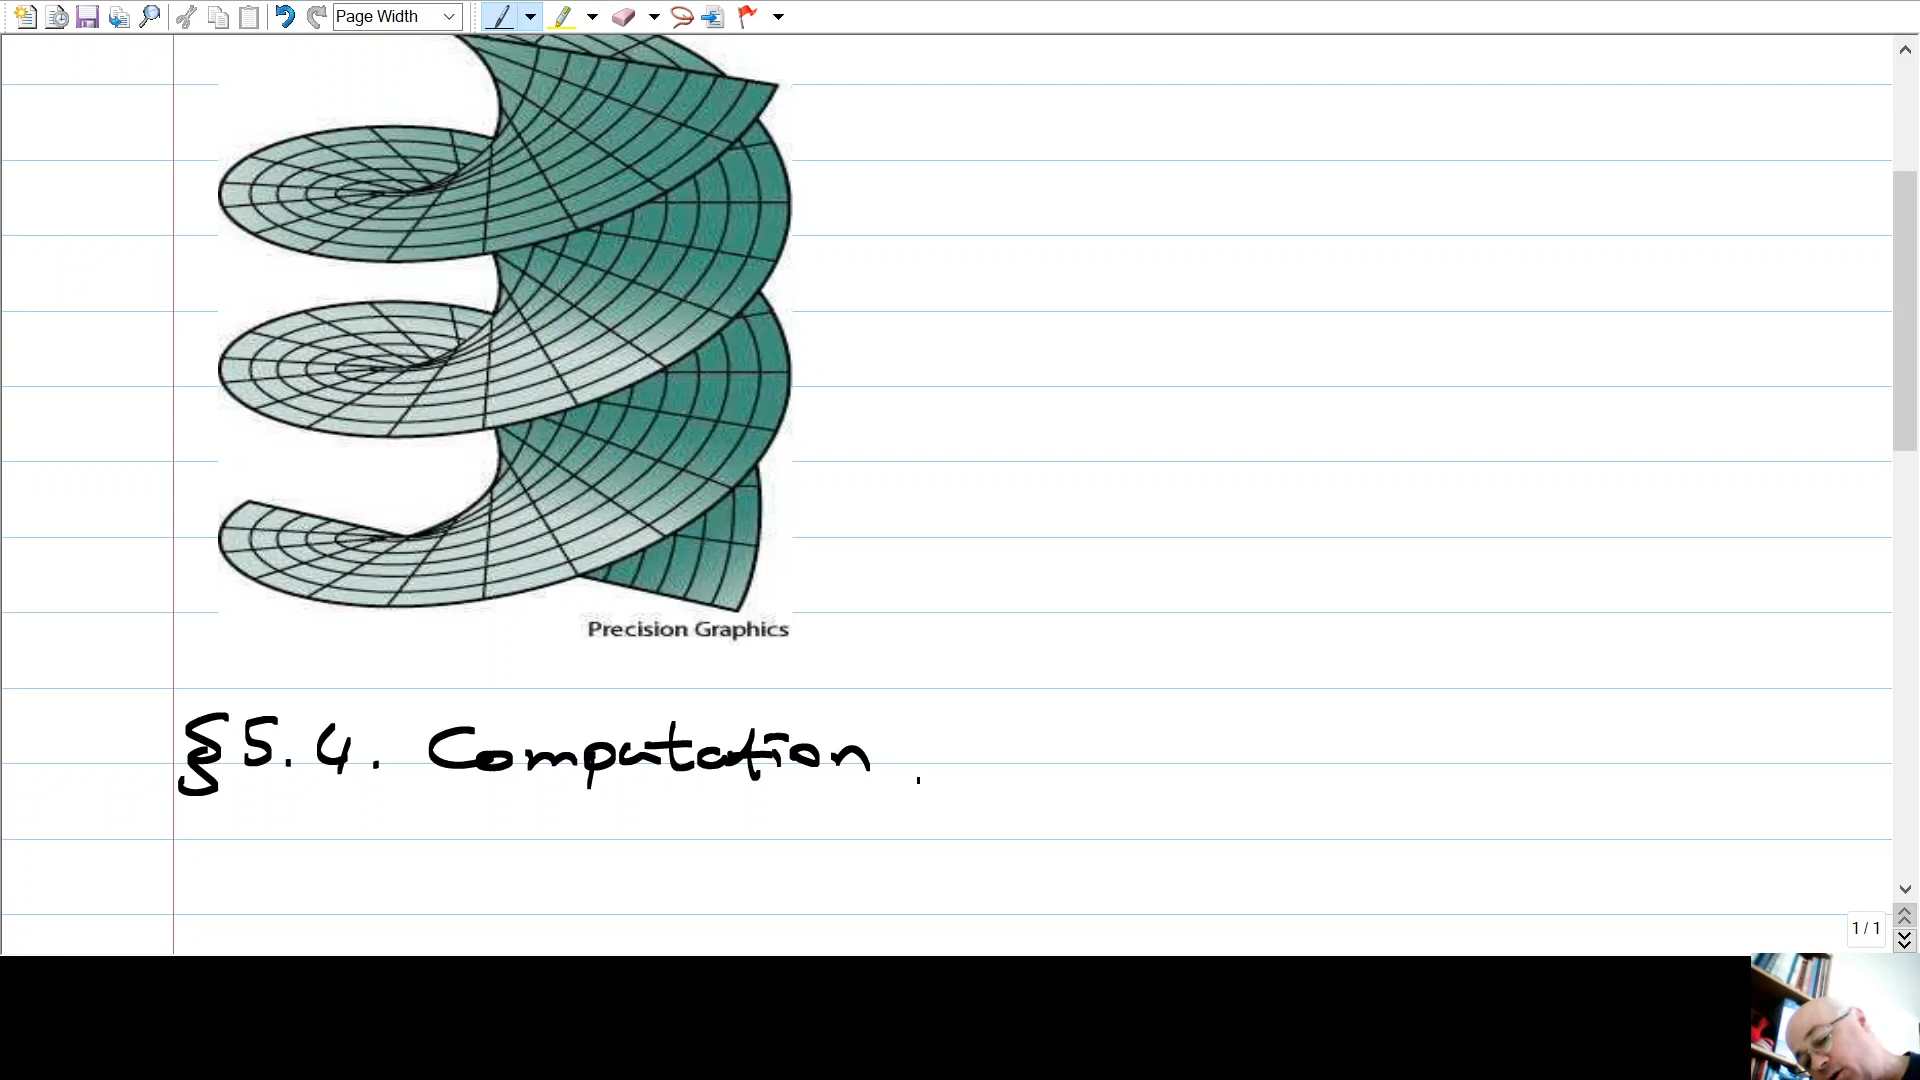 Page Width
Precision Graphics
§5.4. Computation
1 / 1